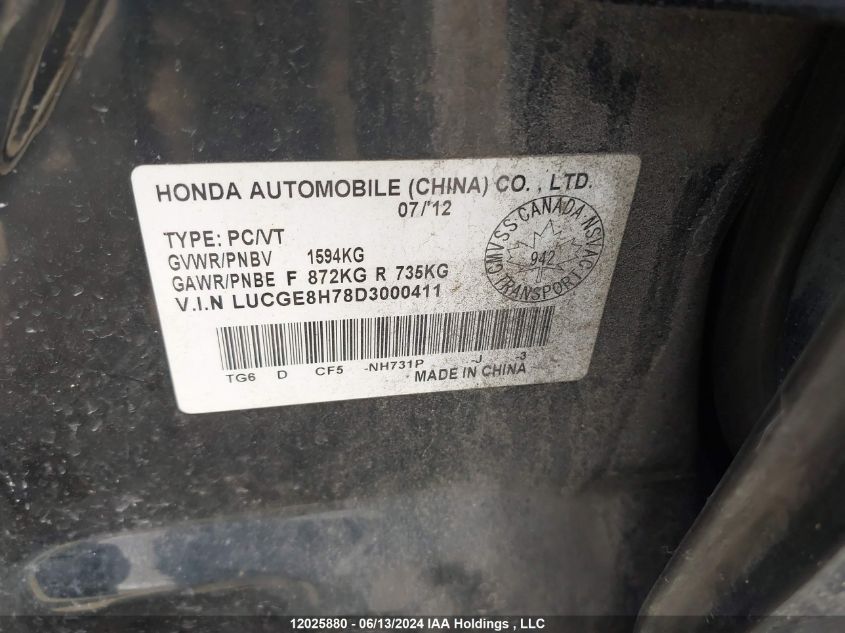 HONDA AUTOMOBILE (CHINA) CO. , LTD.
07/'12
TYPE: PC/VT
GVWR/PNBV 1594KG
GAWR/PNBE F 872KG R 735KG
V.I.N LUCGE8H78D3000411
CMVSS CANADA NSVAC
942
TRANSPORT
TG6 D CF5 -NH731P -J -3
MADE IN CHINA
12025880 - 06/13/2024 IAA Holdings , LLC